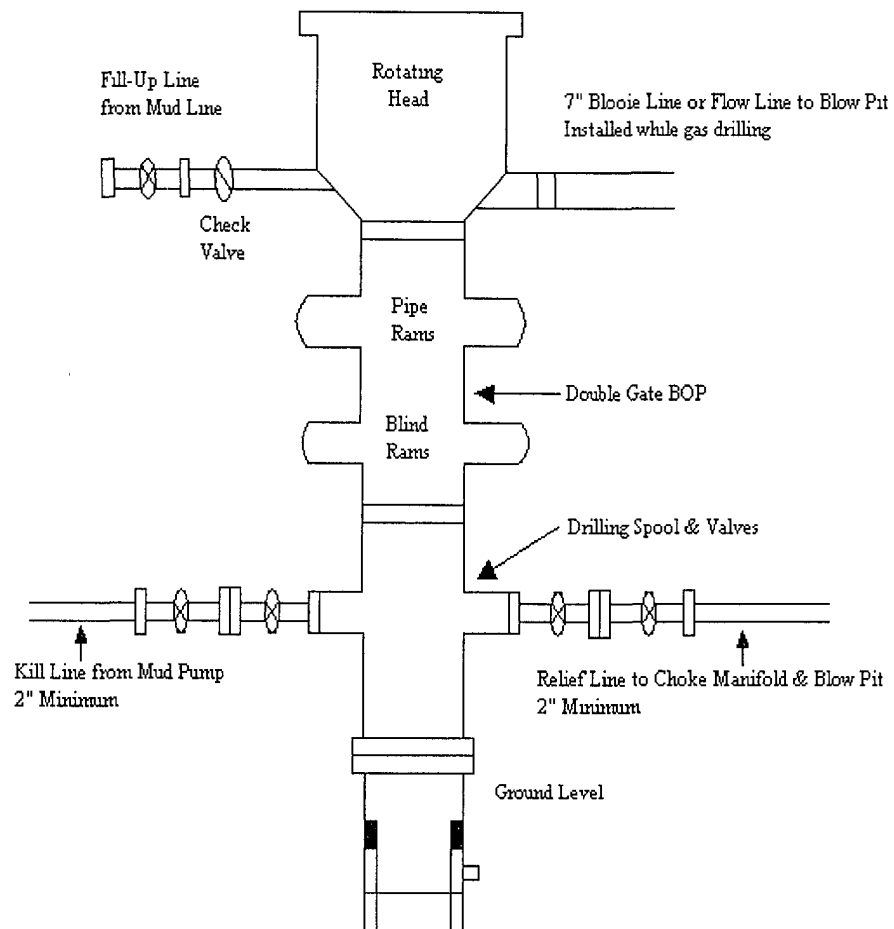 Rotating
Head
Fill-Up Line
from Mud Line
7" Blooie Line or Flow Line to Blow Pit
Installed while gas drilling
Check
Valve
Pipe
Rams
Double Gate BOP
Blind
Rams
Drilling Spool & Valves
Kill Line from Mud Pump
2" Minimum
Relief Line to Choke Manifold & Blow Pit
2" Minimum
Ground Level